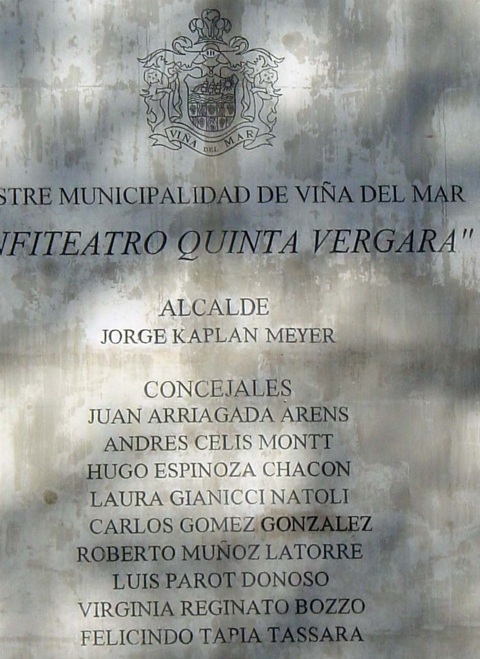 VIÑA DEL MAR
STRE MUNICIPALIDAD DE VIÑA DEL MAR
NFITEATRO QUINTA VERGARA"
ALCALDE
JORGE KAPLAN MEYER
CONCEJALES
JUAN ARRIAGADA ARENS
ANDRES CELIS MONTT
HUGO ESPINOZA CHACON
LAURA GIANICCI NATOLI
CARLOS GOMEZ GONZALEZ
ROBERTO MUÑOZ LATORRE
LUIS PAROT DONOSO
VIRGINIA REGINATO BOZZO
FELICINDO TAPIA TASSARA